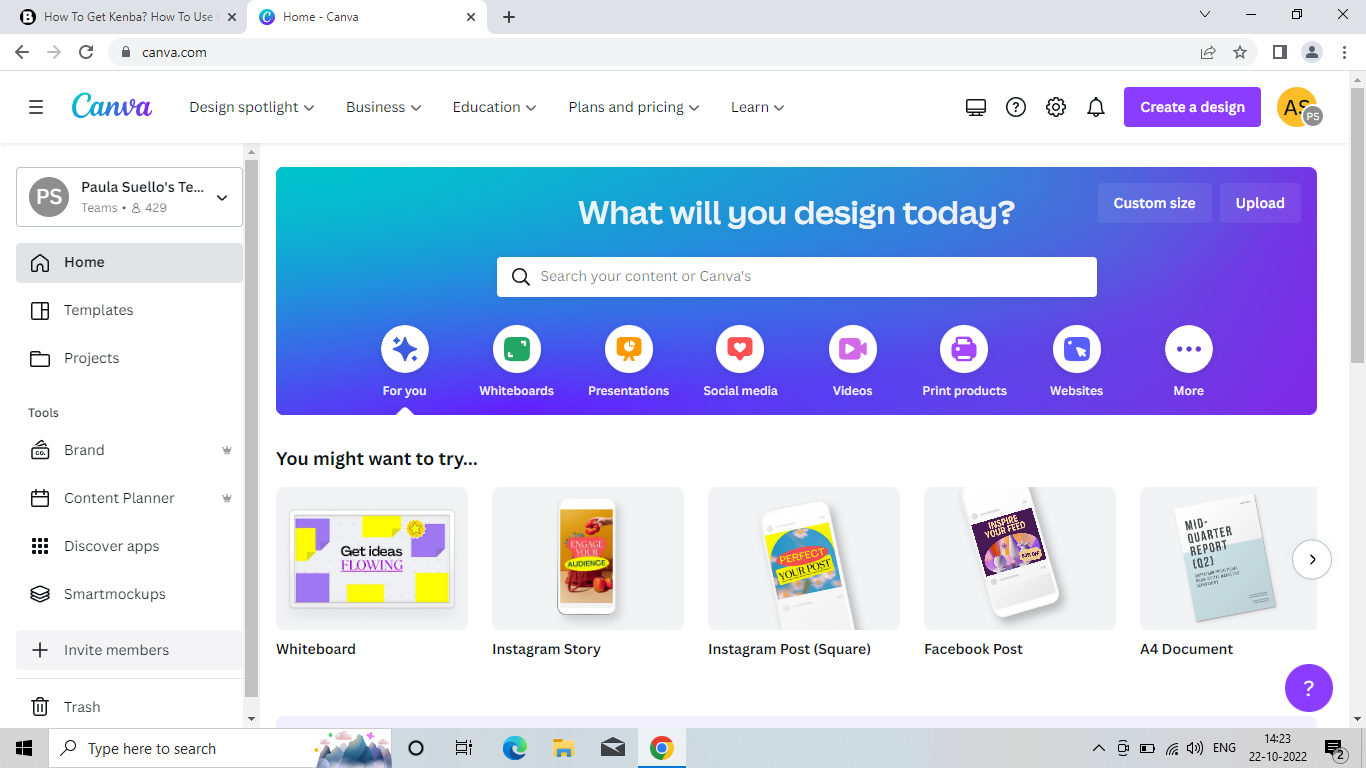 How To Get Kenba? How To Use
Home - Canva
canva.com
Canva
Design spotlight
Business
Education
Plans and pricing
Learn
Create a design
AS
PS
PS
Paula Suello's Te...
Teams • 429
Home
Templates
Projects
Tools
Brand
Content Planner
Discover apps
Smartmockups
Invite members
Trash
What will you design today?
Custom size
Upload
Search your content or Canva's
For you
Whiteboards
Presentations
Social media
Videos
Print products
Websites
More
You might want to try...
Get ideas
FLOWING
ENGAGE
YOUR
AUDIENCE
PERFECT
YOUR POST
INSPIRE
YOUR FEED
MID-
QUARTER
REPORT
(Q2)
Whiteboard
Instagram Story
Instagram Post (Square)
Facebook Post
A4 Document
?
Type here to search
ENG
14:23
22-10-2022
2